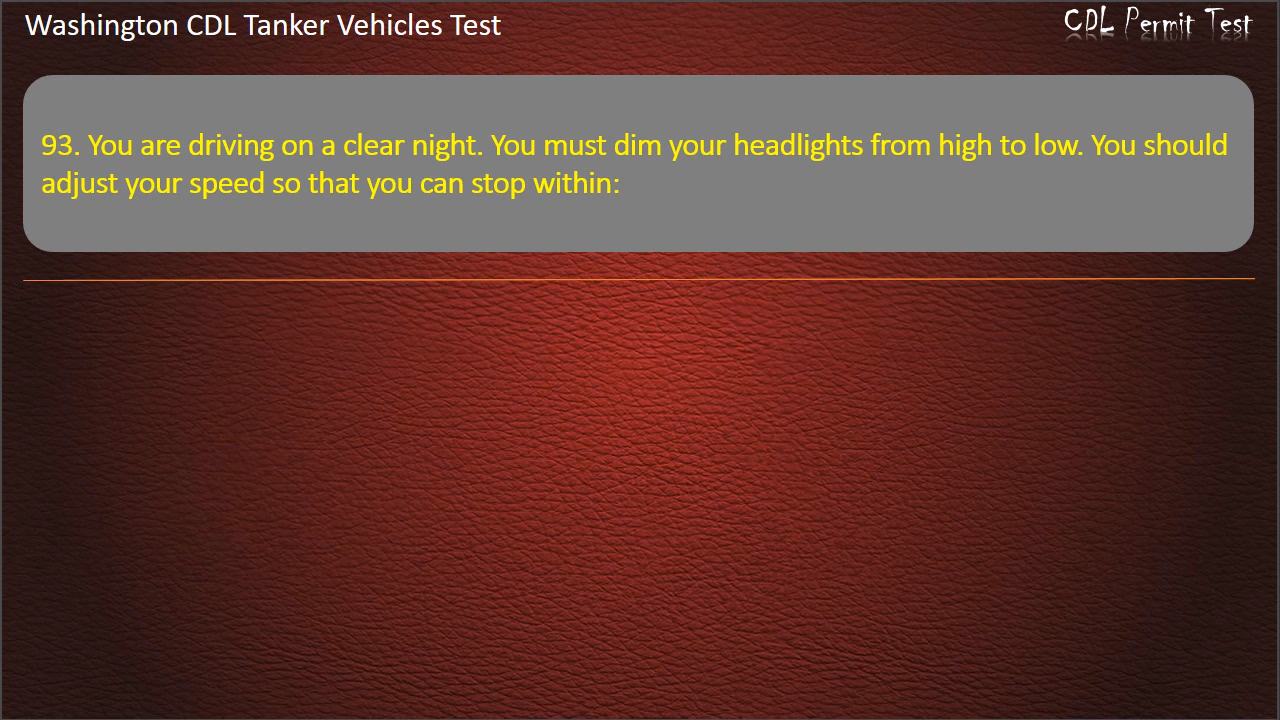 Washington CDL Tanker Vehicles Test
CDL Permit Test
93. You are driving on a clear night. You must dim your headlights from high to low. You should
adjust your speed so that you can stop within: